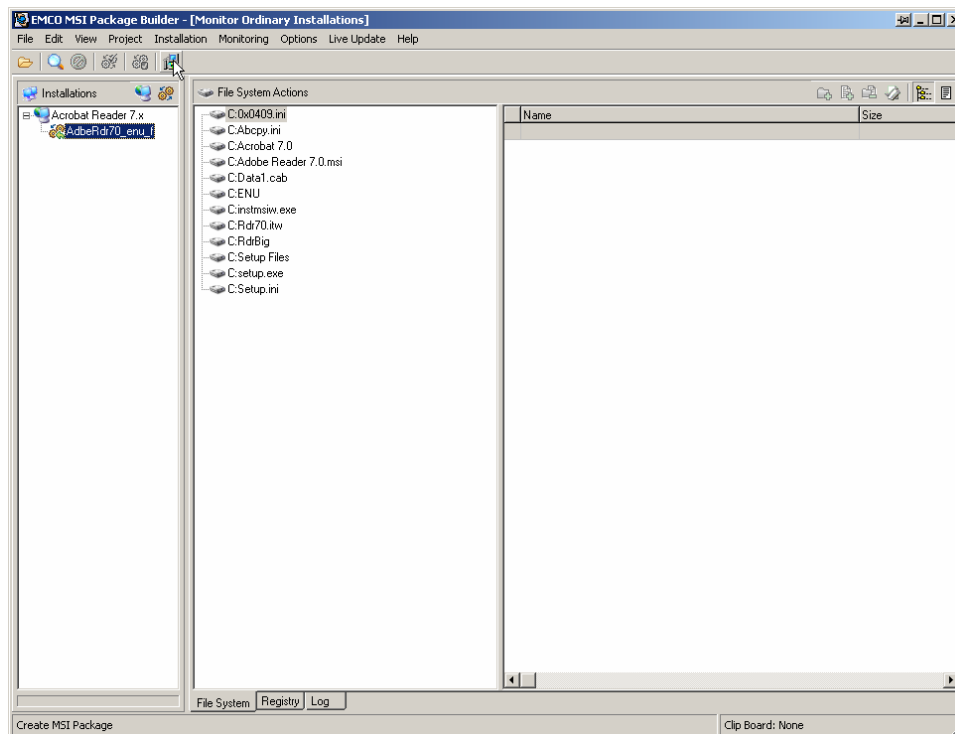 EMCO MSI Package Builder - [Monitor Ordinary Installations]
File Edit View Project Installation Monitoring Options Live Update Help
Installations
File System Actions
Acrobat Reader 7.x
AdbeRdr70_enu_f
C:0x0409.ini
C:Abcpy.ini
C:Acrobat 7.0
C:Adobe Reader 7.0.msi
C:Data1.cab
C:ENU
C:instmsiw.exe
C:Rdr70.itw
C:RdrBig
C:Setup Files
C:setup.exe
C:Setup.ini
Name Size
File System Registry Log
Create MSI Package
Clip Board: None